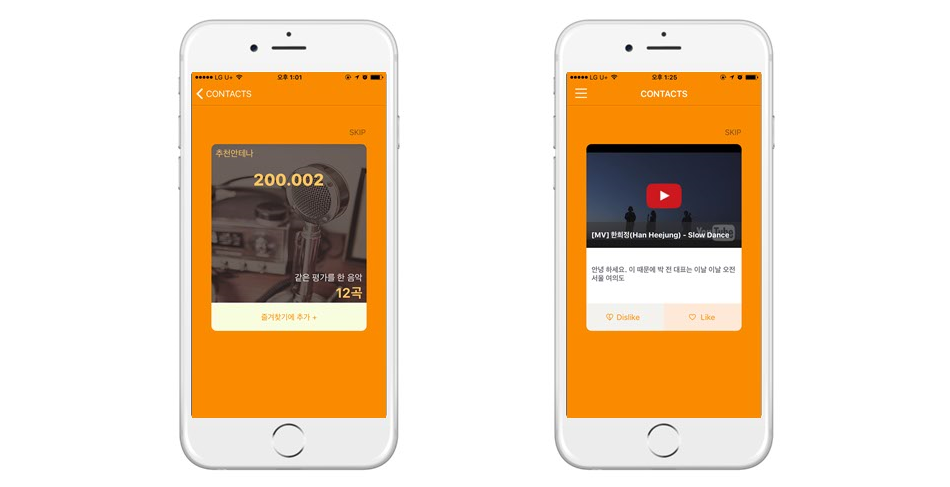 LG U+
오후 1:01
CONTACTS
SKIP
추천안테나
200.002
같은 평가를 한 음악
12곡
즐겨찾기에 추가 +
LG U+
오후 1:25
CONTACTS
SKIP
YouTube
[MV] 한희정(Han Heejung) - Slow Dance
안녕 하세요. 이 때문에 박 전 대표는 이날 이날 오전
서울 여의도
Dislike
Like